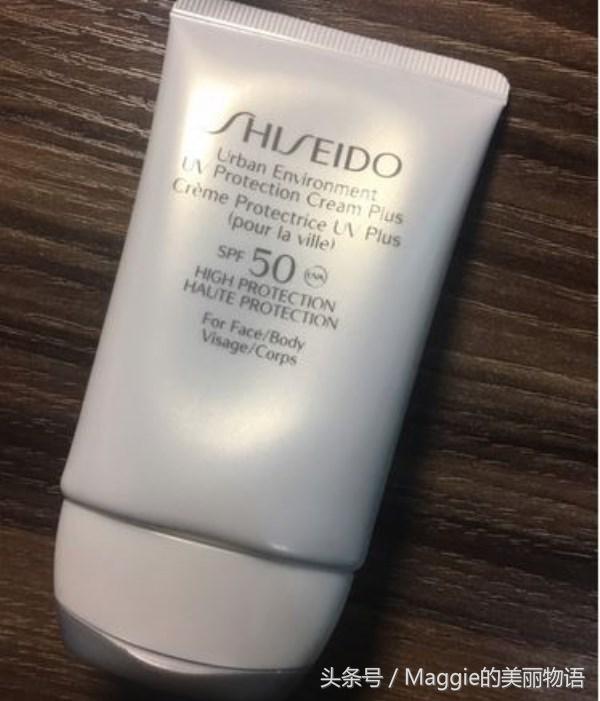 SHISEIDO
Urban Environment
UV Protection Cream Plus
Crème Protectrice UV Plus
(pour la ville)
SPF 50 UVA
HIGH PROTECTION
HAUTE PROTECTION
For Face/Body
Visage/Corps
头条号 / Maggie的美丽物语